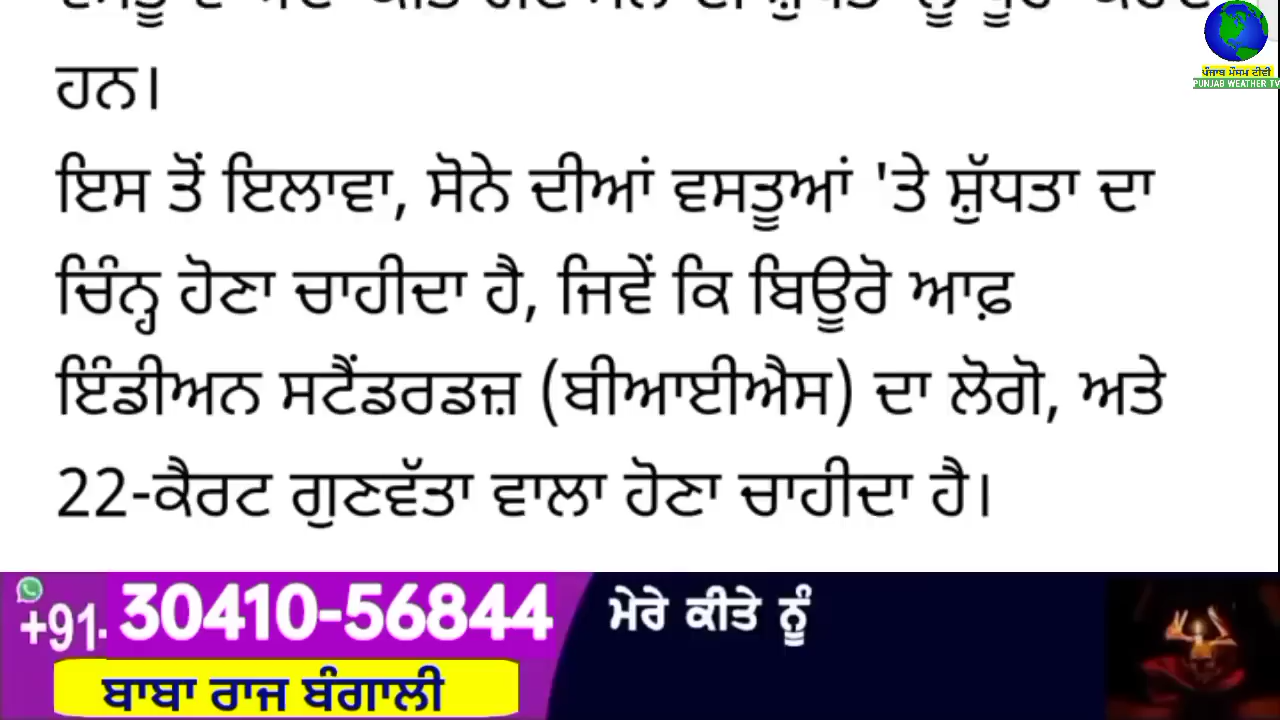 ਹਨ।
ਇਸ ਤੋਂ ਇਲਾਵਾ, ਸੋਨੇ ਦੀਆਂ ਵਸਤੂਆਂ 'ਤੇ ਸ਼ੁੱਧਤਾ ਦਾ
ਚਿੰਨ੍ਹ ਹੋਣਾ ਚਾਹੀਦਾ ਹੈ, ਜਿਵੇਂ ਕਿ ਬਿਊਰੋ ਆਫ਼
ਇੰਡੀਅਨ ਸਟੈਂਡਰਡਜ਼ (ਬੀਆਈਐਸ) ਦਾ ਲੋਗੋ, ਅਤੇ
22-ਕੈਰਟ ਗੁਣਵੱਤਾ ਵਾਲਾ ਹੋਣਾ ਚਾਹੀਦਾ ਹੈ।
ਪੰਜਾਬ ਮੌਸਮ ਟੀਵੀ
PUNJAB WEATHER TV
+91-30410-56844
ਬਾਬਾ ਰਾਜ ਬੰਗਾਲੀ
ਮੇਰੇ ਕੀਤੇ ਨੂੰ